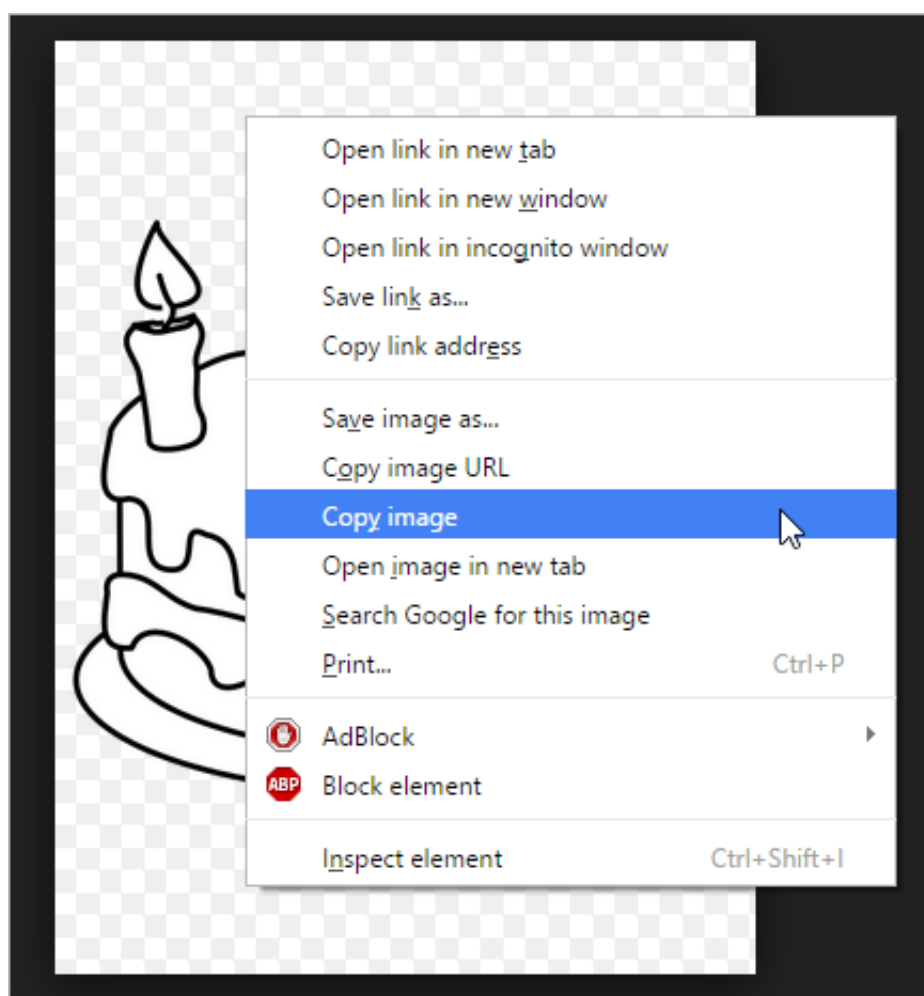 Open link in new tab
Open link in new window
Open link in incognito window
Save link as...
Copy link address
Save image as...
Copy image URL
Copy image
Open image in new tab
Search Google for this image
Print... Ctrl+P
AdBlock
ABP Block element
Inspect element Ctrl+Shift+I